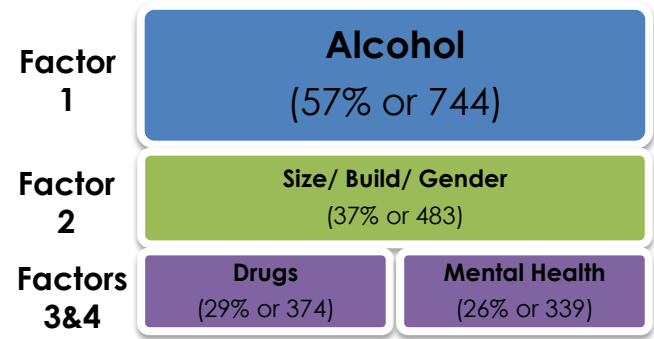 Factor
1
Alcohol
(57% or 744)
Factor
2
Size/ Build/ Gender
(37% or 483)
Factors
3&4
Drugs
(29% or 374)
Mental Health
(26% or 339)